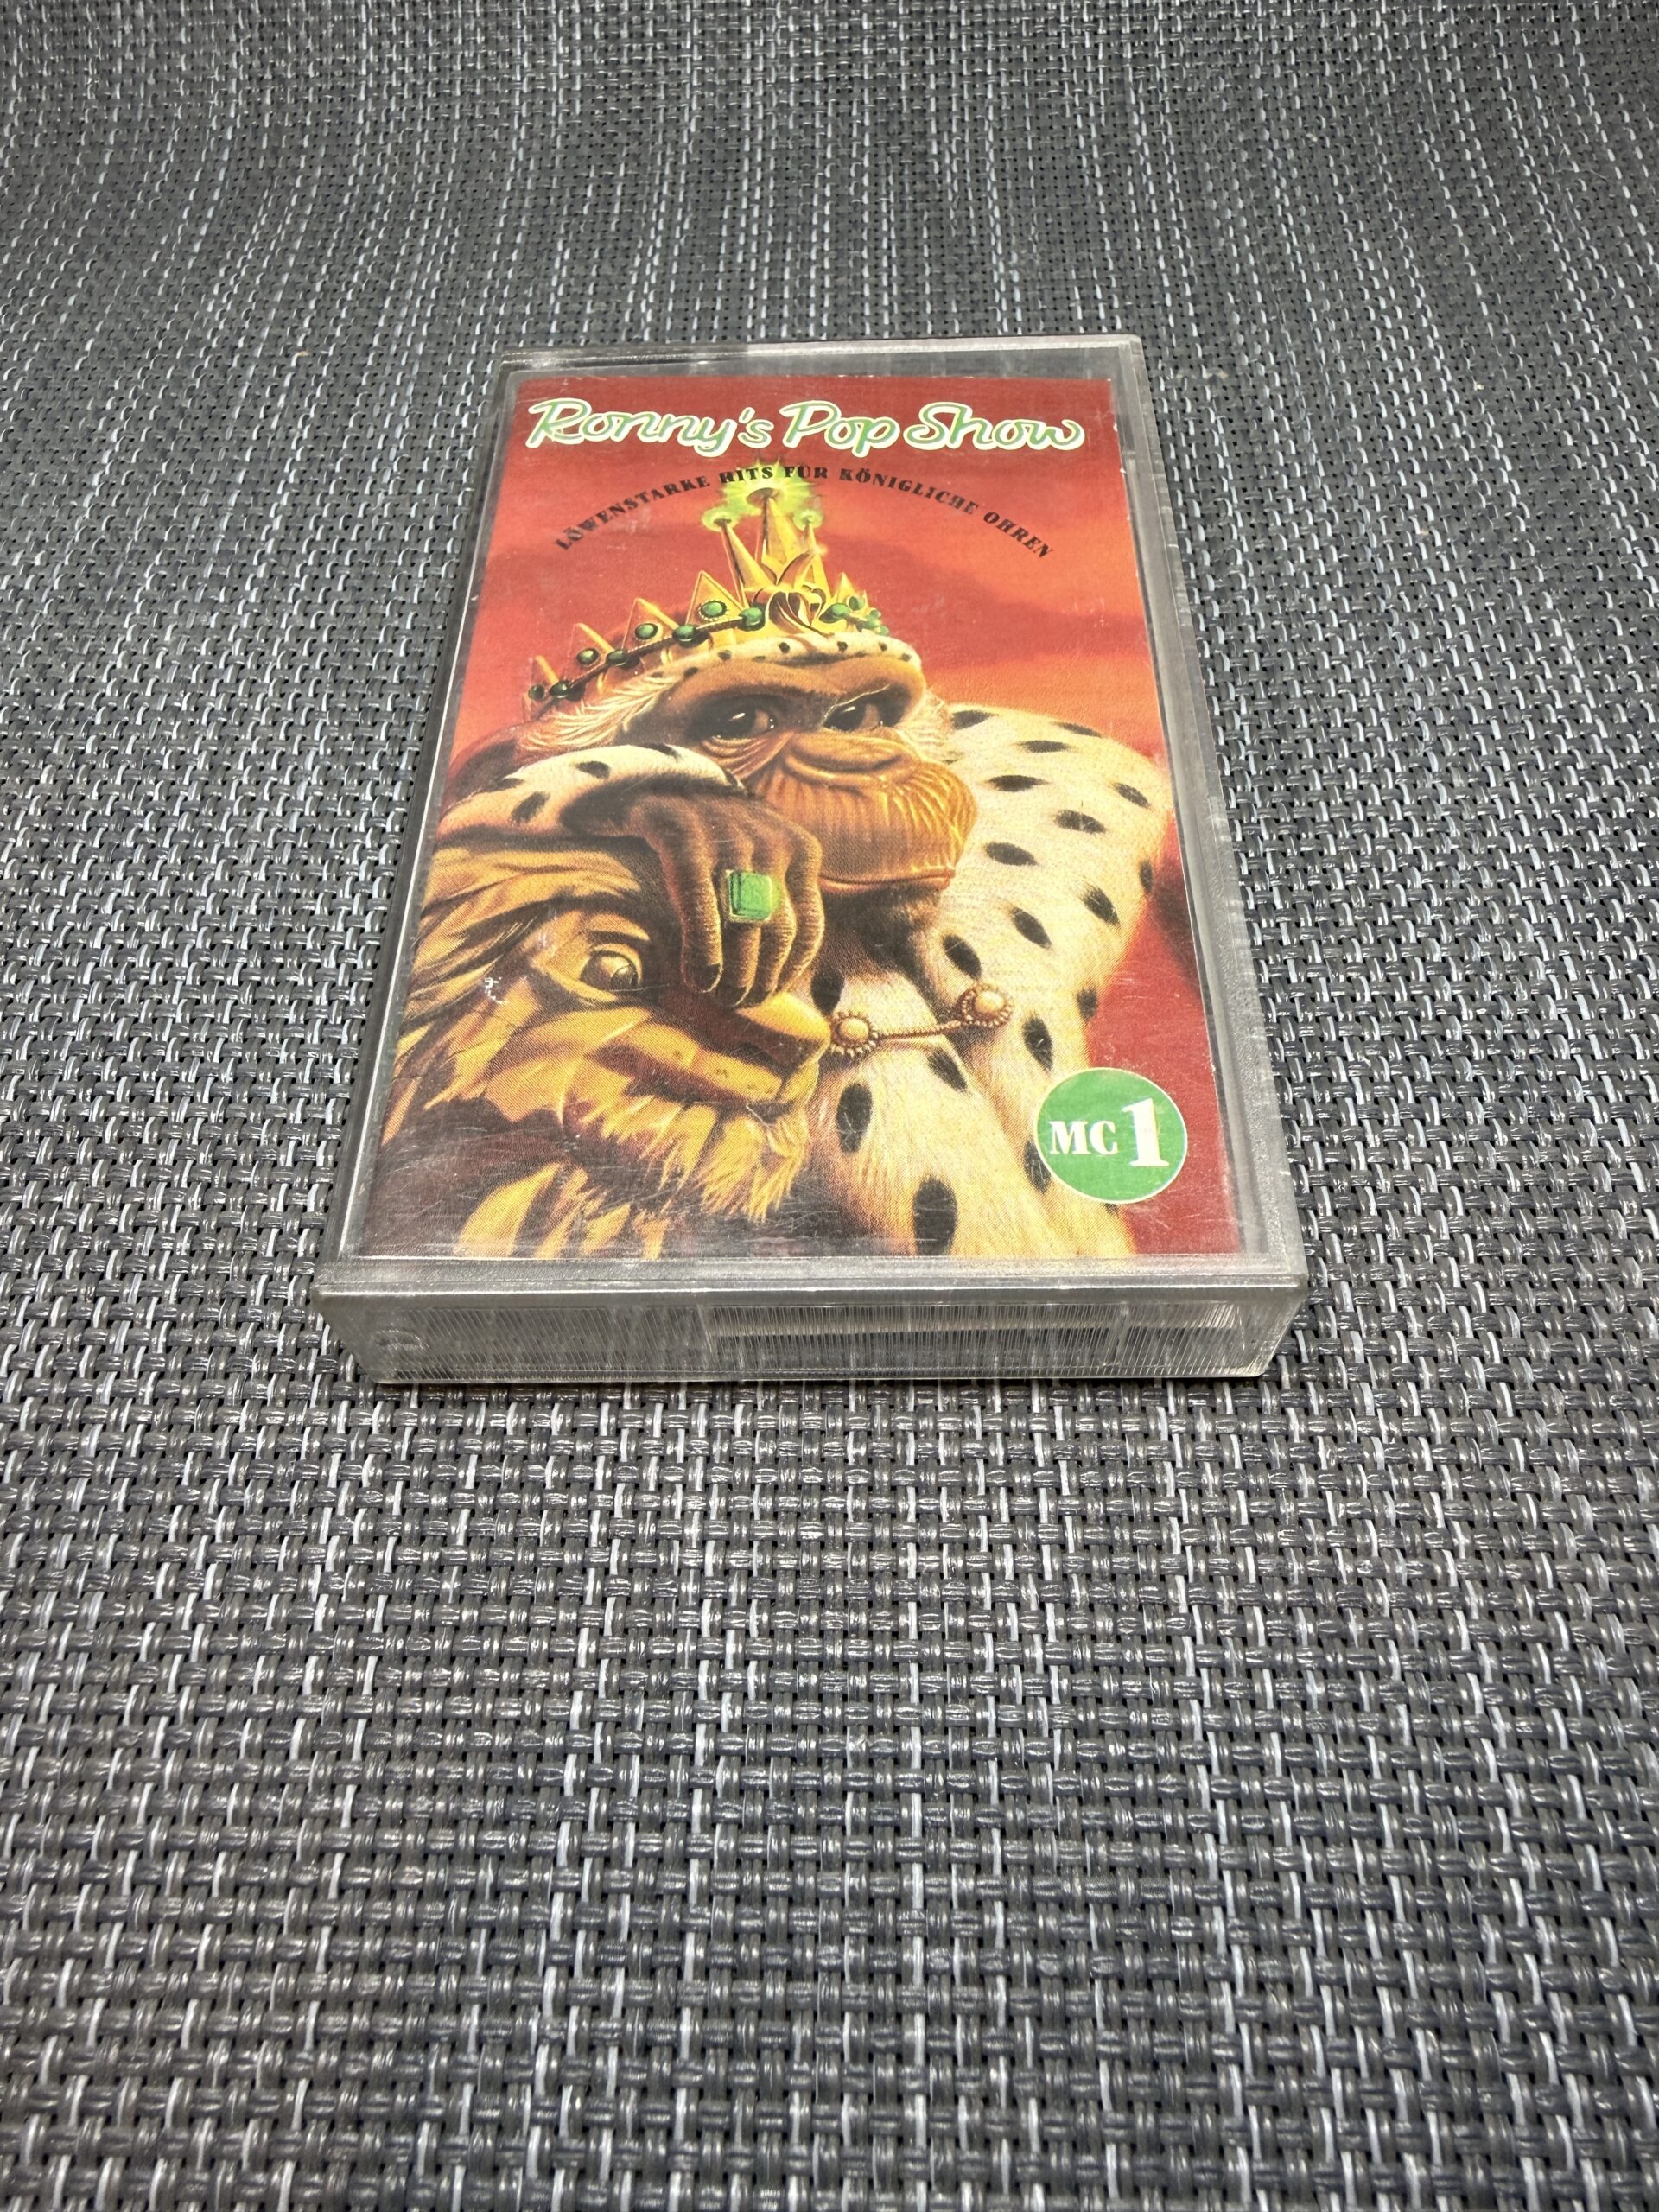 Ronny's Pop Show
LÖWENSTARKE HITS FÜR KÖNIGLICHE OHREN
MC 1